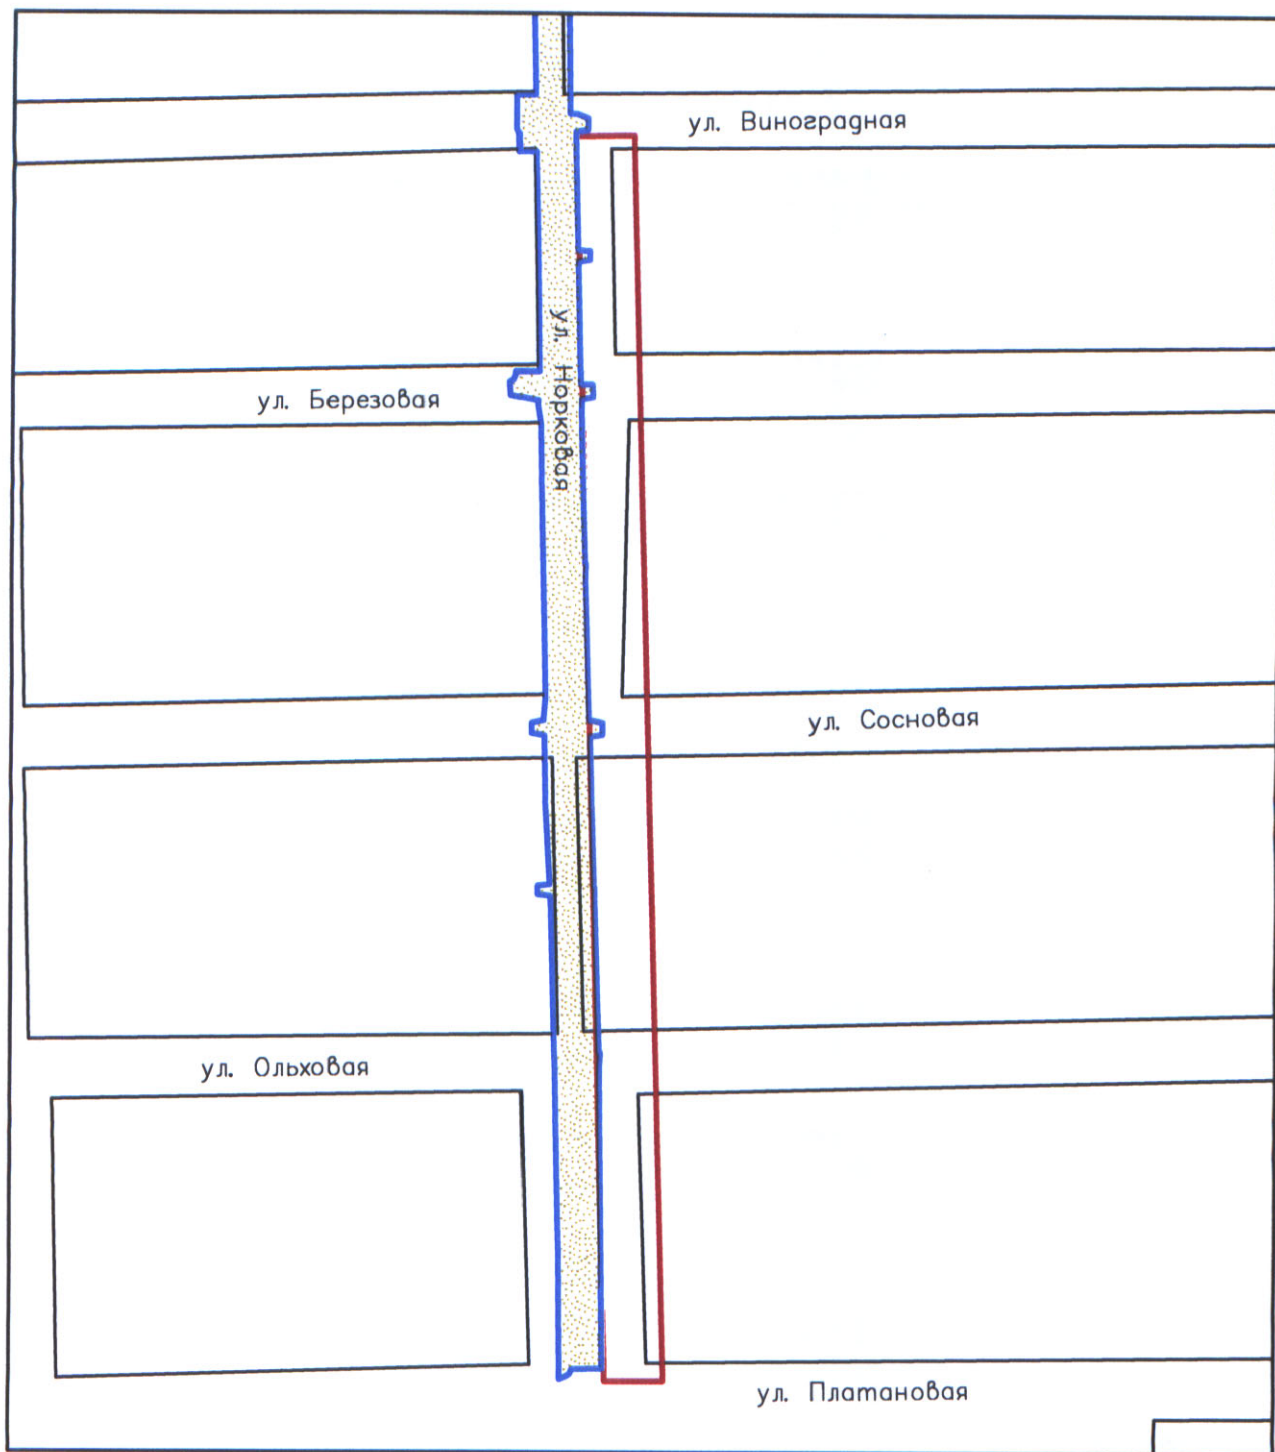 ул. Виноградная
ул. Норковая
ул. Березовая
ул. Сосновая
ул. Ольховая
ул. Платановая